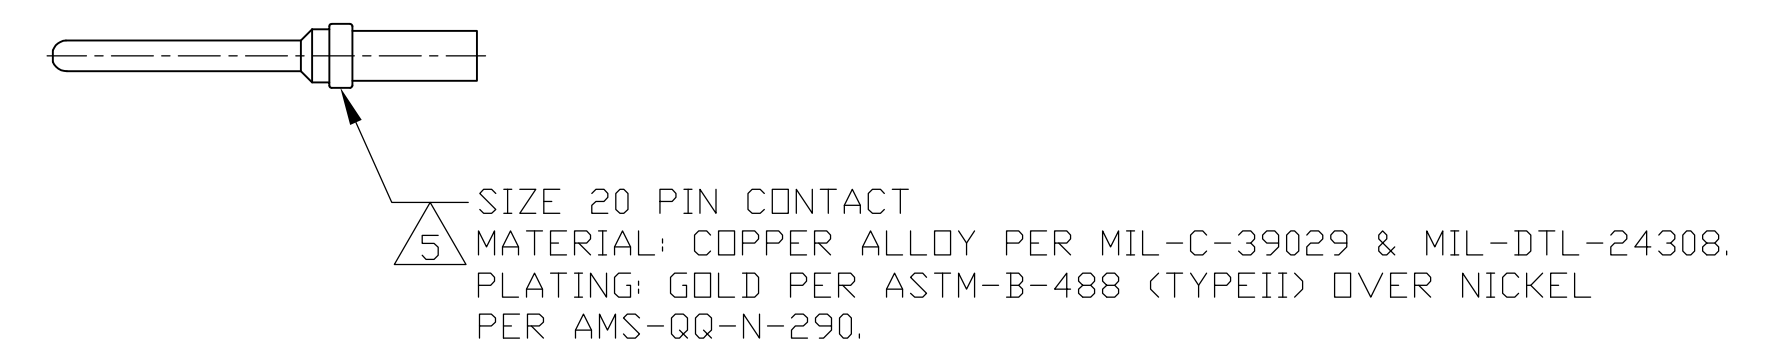 SIZE 20 PIN CONTACT
5
MATERIAL: COPPER ALLOY PER MIL-C-39029 & MIL-DTL-24308.
PLATING: GOLD PER ASTM-B-488 (TYPEII) OVER NICKEL
PER AMS-QQ-N-290.